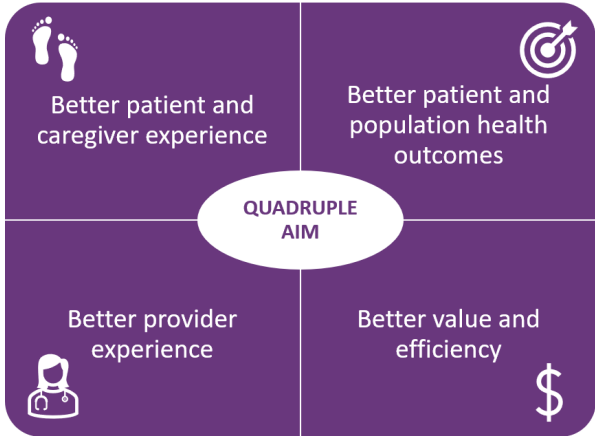 Better patient and
caregiver experience
Better patient and
population health
outcomes
QUADRUPLE
AIM
Better provider
experience
Better value and
efficiency
$